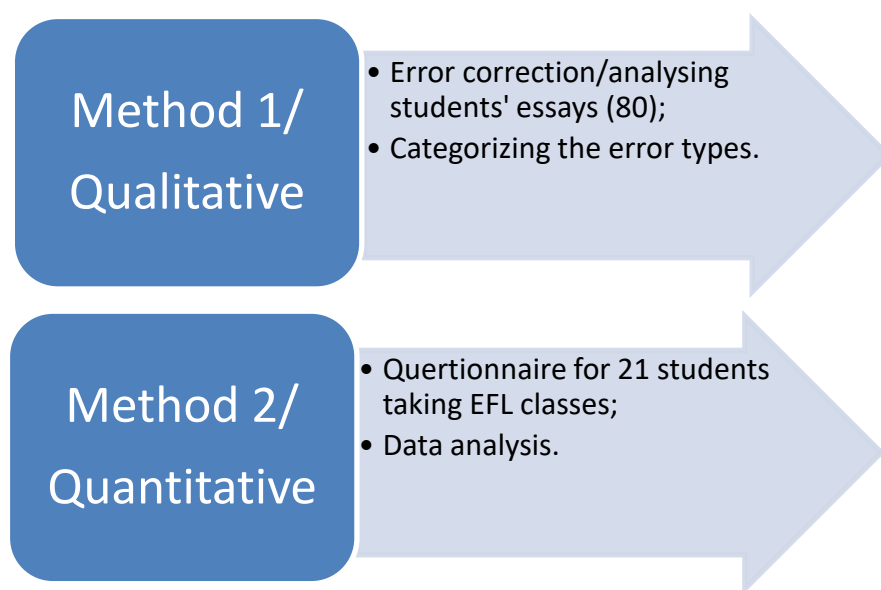 Method 1/
Qualitative
• Error correction/analysing
students' essays (80);
• Categorizing the error types.
Method 2/
Quantitative
• Quertionnaire for 21 students
taking EFL classes;
• Data analysis.